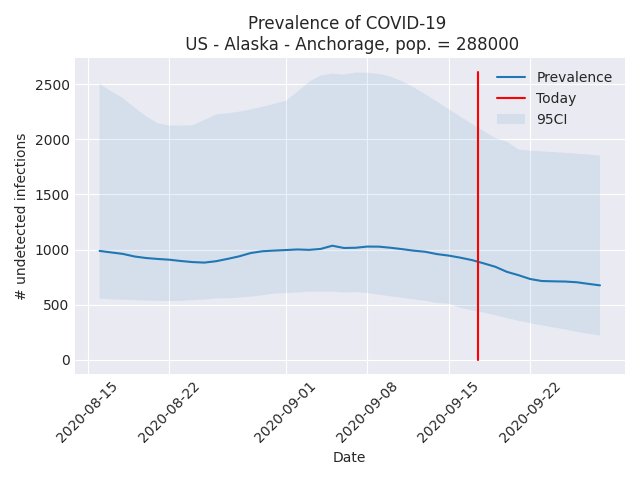 Prevalence of COVID-19
US - Alaska - Anchorage, pop. = 288000
Prevalence
Today
95CI
2500
2000
1500
1000
500
0
# undetected infections
2020-08-15
2020-08-22
2020-09-01
2020-09-08
2020-09-15
2020-09-22
Date